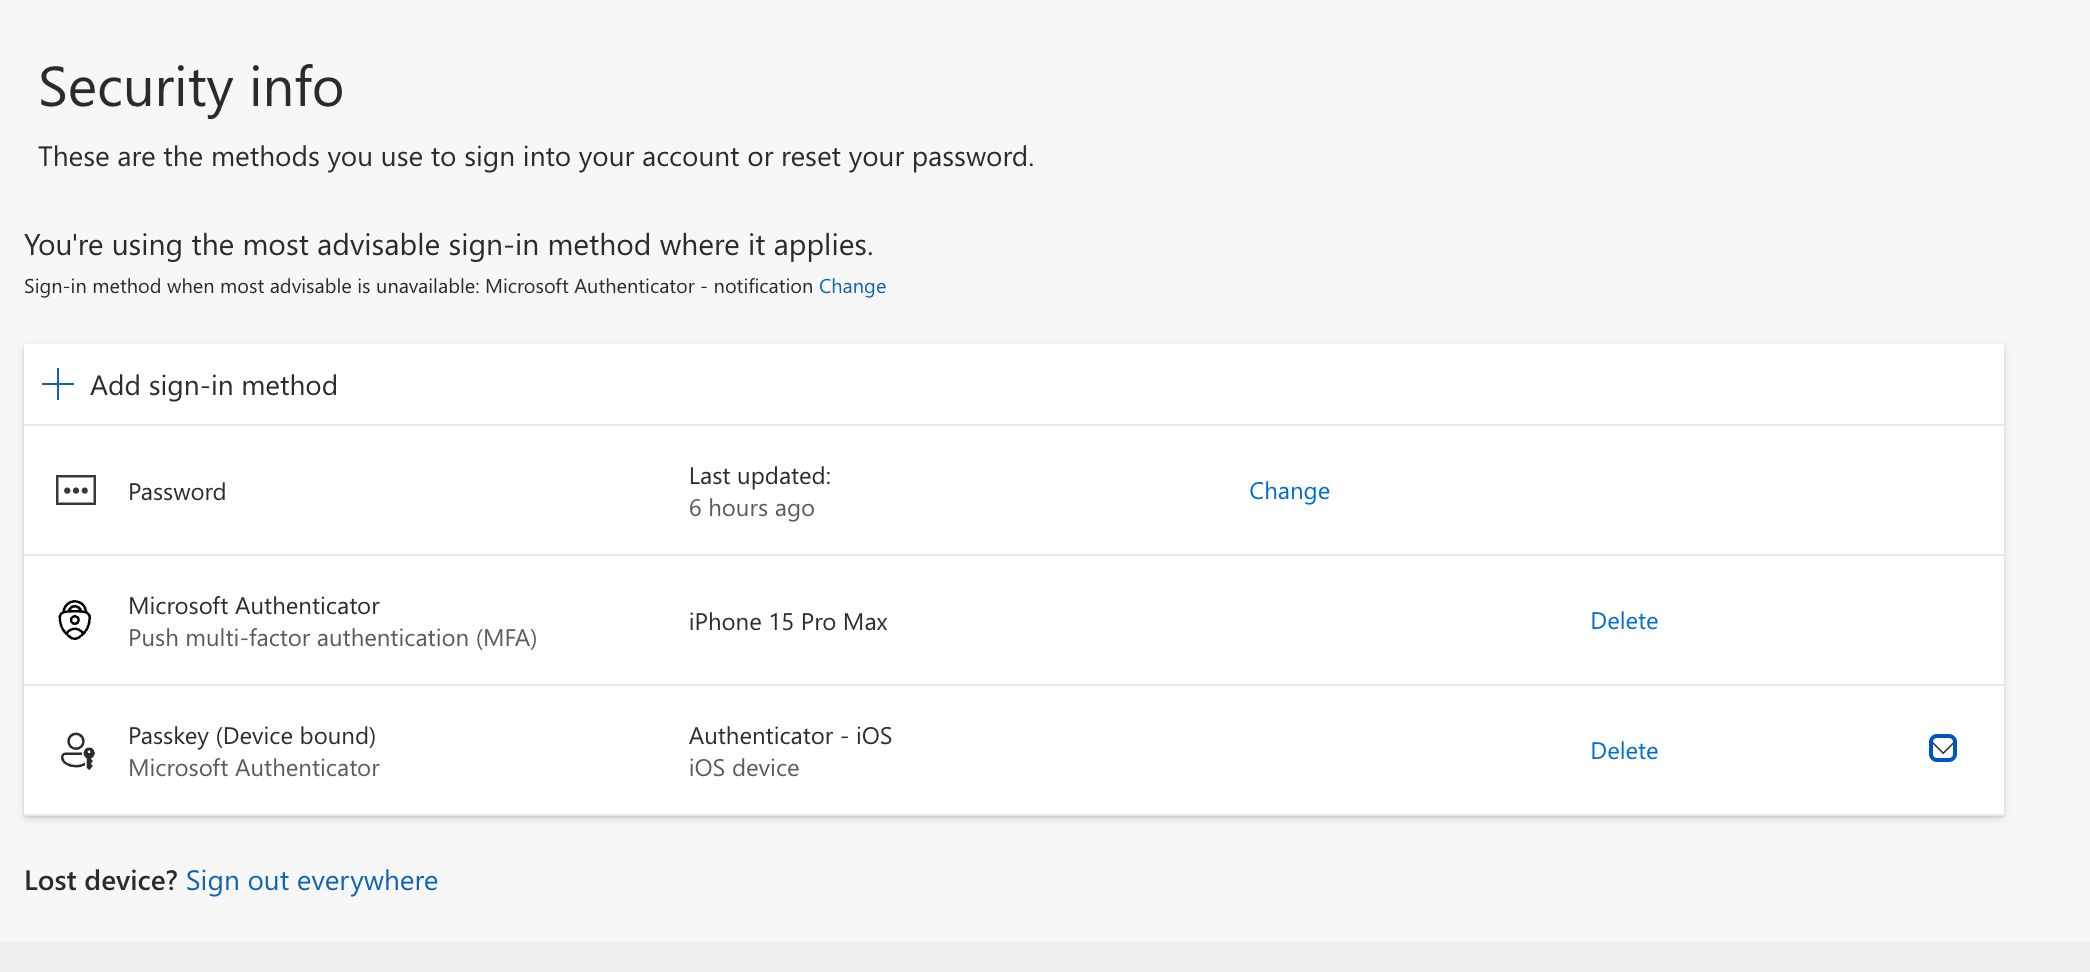 Security info
These are the methods you use to sign into your account or reset your password.
You're using the most advisable sign-in method where it applies.
Sign-in method when most advisable is unavailable: Microsoft Authenticator - notification Change
Add sign-in method
Password
Last updated:
6 hours ago
Change
Microsoft Authenticator
Push multi-factor authentication (MFA)
iPhone 15 Pro Max
Delete
Passkey (Device bound)
Microsoft Authenticator
Authenticator - iOS
iOS device
Delete
Lost device? Sign out everywhere